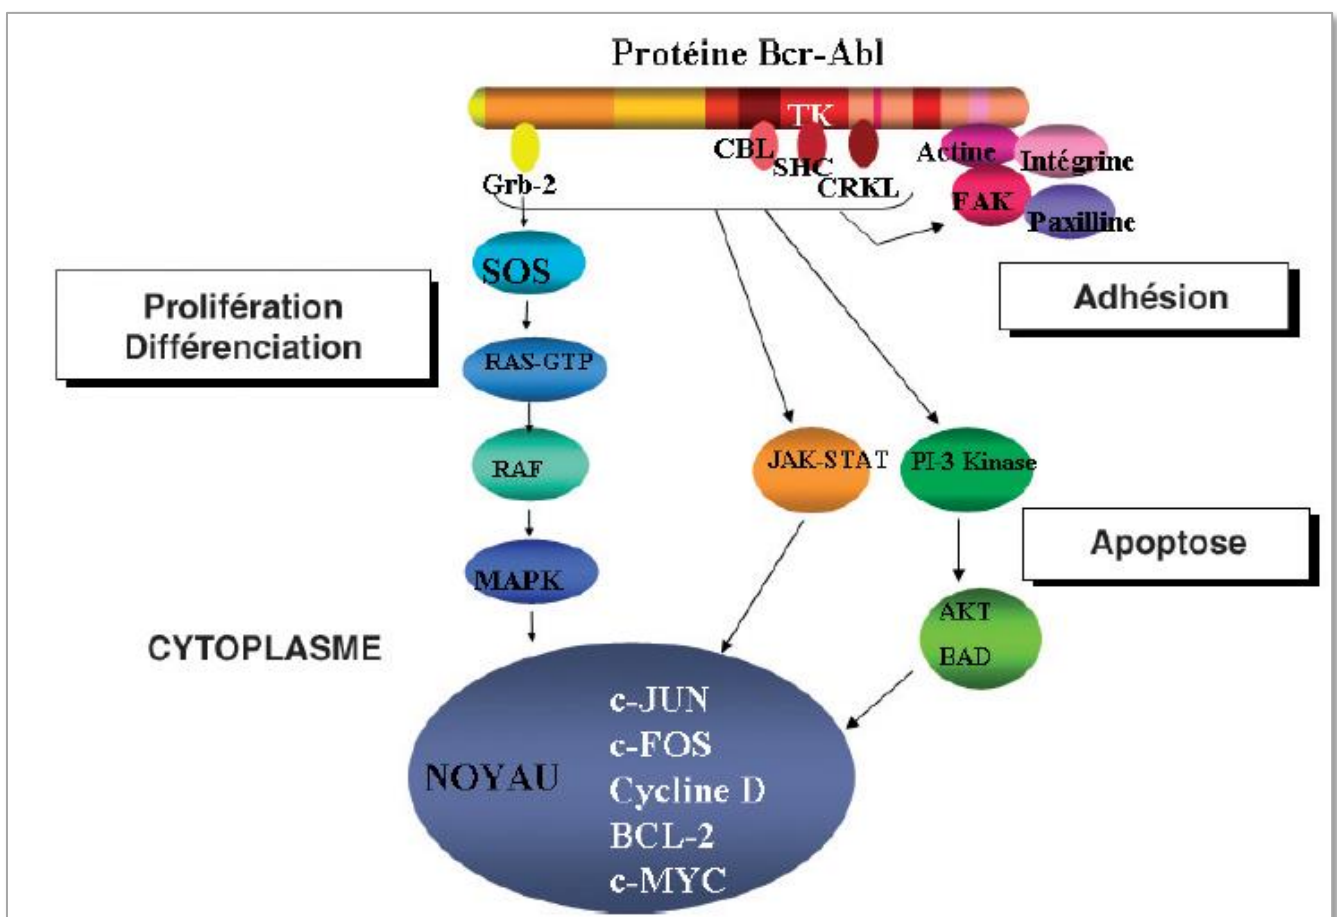 Protéine Bcr-Abl
TK
CBL
SHC
CRKL
Grb-2
Actine
Intégrine
FAK
Paxilline
SOS
Prolifération
Différenciation
Adhésion
RAS-GTP
RAF
JAK-STAT
PI-3 Kinase
Apoptose
MAPK
AKT
BAD
CYTOPLASME
NOYAU
c-JUN
c-FOS
Cycline D
BCL-2
c-MYC